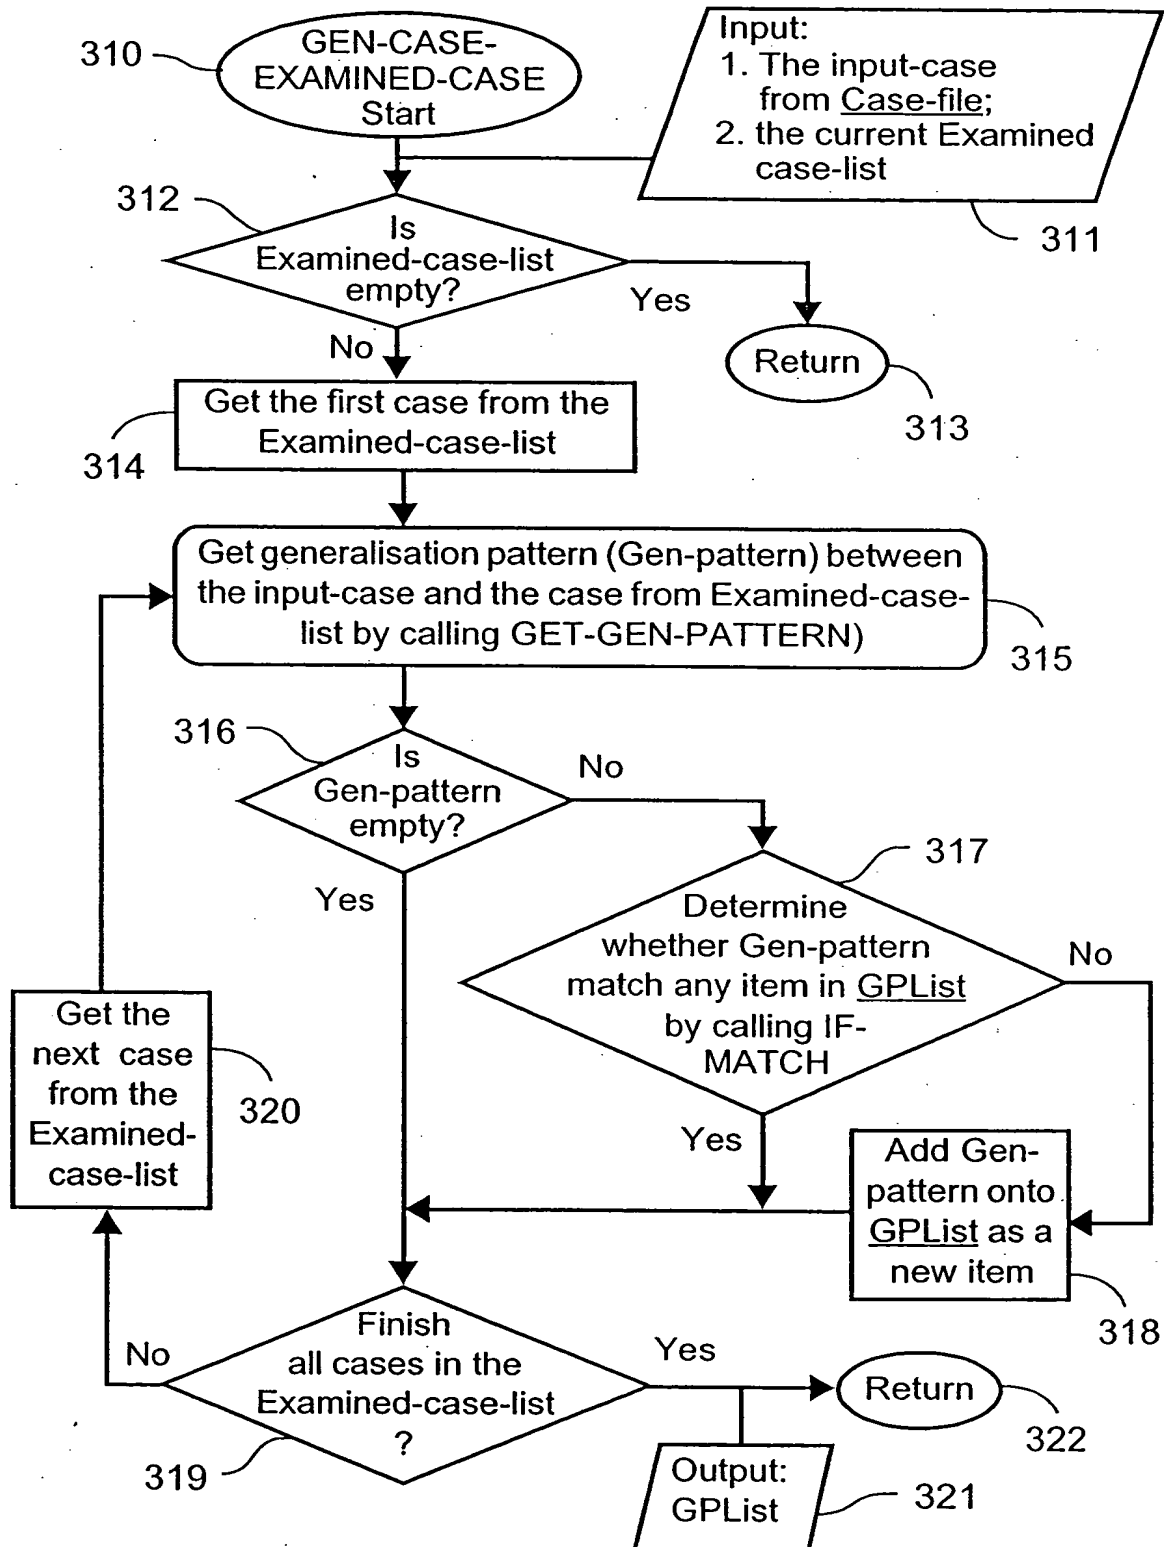 310
GEN-CASE-
EXAMINED-CASE
Start
Input:
1. The input-case
from Case-file;
2. the current Examined
case-list
311
312
Is
Examined-case-list
empty?
Yes
No
Return
313
Get the first case from the
Examined-case-list
314
Get generalisation pattern (Gen-pattern) between
the input-case and the case from Examined-case-
list by calling GET-GEN-PATTERN)
315
316
Is
Gen-pattern
empty?
No
Yes
317
Determine
whether Gen-pattern
match any item in GPList
by calling IF-
MATCH
No
Yes
Get the
next case
from the
Examined-
case-list
320
Add Gen-
pattern onto
GPList as a
new item
318
Finish
all cases in the
Examined-case-list
?
No
Yes
319
Return
322
Output:
GPList
321